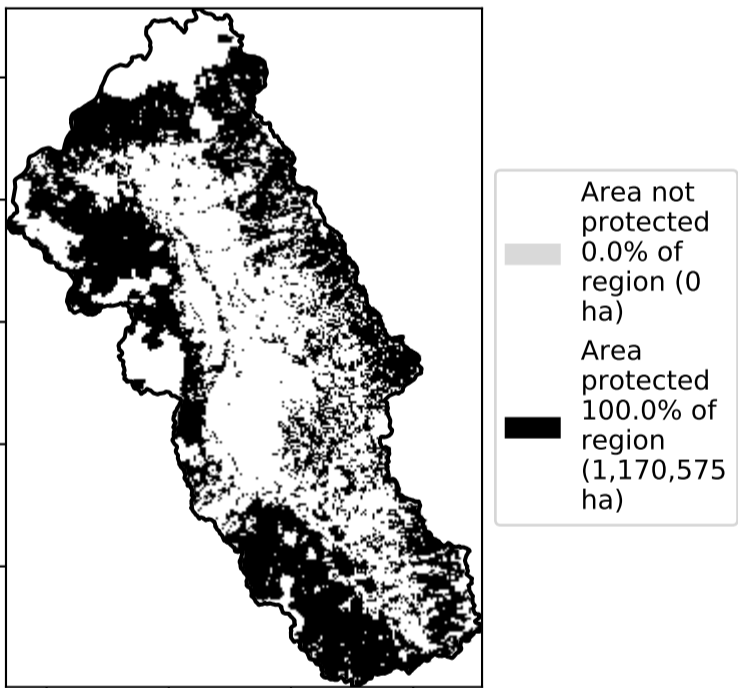 Area not
protected
0.0% of
region (0
ha)
Area
protected
100.0% of
region
(1,170,575
ha)